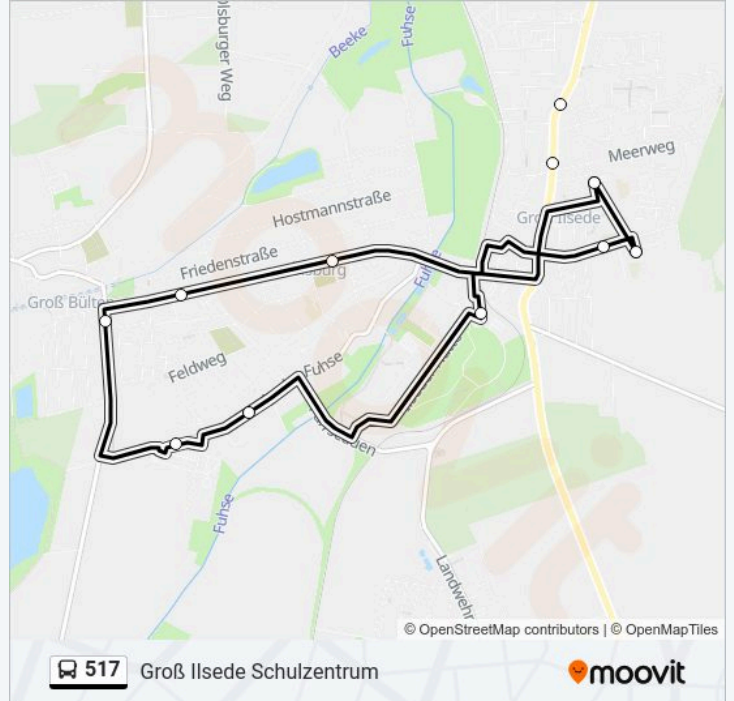 Fuhse
Beeke
Meerweg
Hostmannstraße
Friedenstraße
Fuhse
Groß Bülten
Feldweg
Fuhse
Fuhse
Landwehr
© OpenStreetMap contributors | © OpenMapTiles
517 Groß Ilsede Schulzentrum
moovit